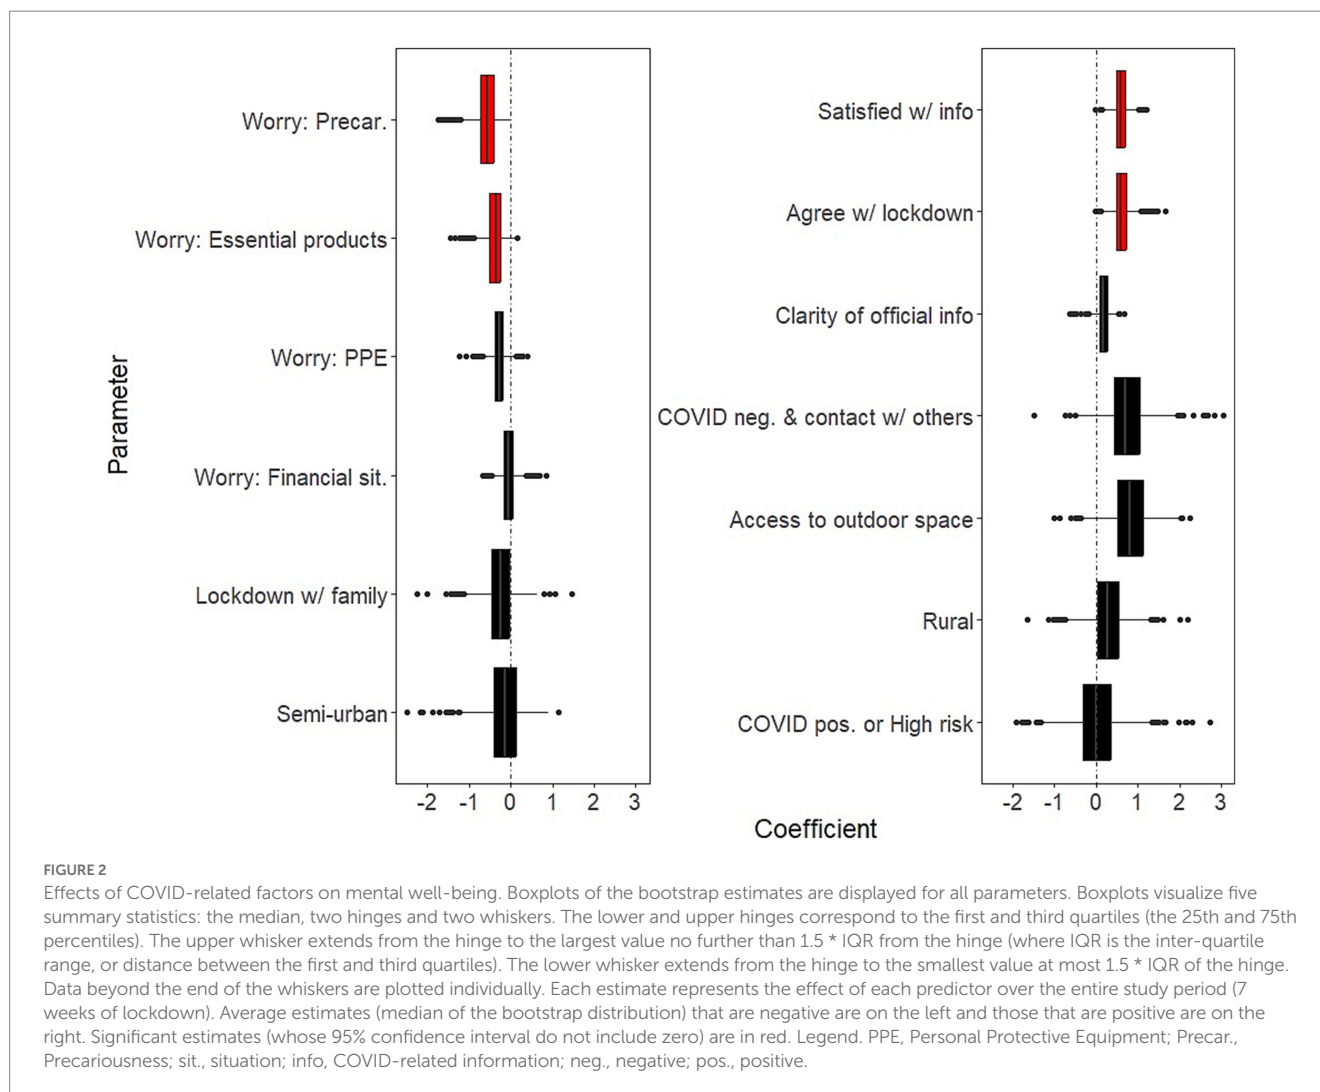 Parameter
Worry: Precar.
Worry: Essential products
Worry: PPE
Worry: Financial sit.
Lockdown w/ family
Semi-urban
-2 -1 0 1 2 3
Satisfied w/ info
Agree w/ lockdown
Clarity of official info
COVID neg. & contact w/ others
Access to outdoor space
Rural
COVID pos. or High risk
-2 -1 0 1 2 3
Coefficient
FIGURE 2
Effects of COVID-related factors on mental well-being. Boxplots of the bootstrap estimates are displayed for all parameters. Boxplots visualize five
summary statistics: the median, two hinges and two whiskers. The lower and upper hinges correspond to the first and third quartiles (the 25th and 75th
percentiles). The upper whisker extends from the hinge to the largest value no further than 1.5 * IQR from the hinge (where IQR is the inter-quartile
range, or distance between the first and third quartiles). The lower whisker extends from the hinge to the smallest value at most 1.5 * IQR of the hinge.
Data beyond the end of the whiskers are plotted individually. Each estimate represents the effect of each predictor over the entire study period (7
weeks of lockdown). Average estimates (median of the bootstrap distribution) that are negative are on the left and those that are positive are on the
right. Significant estimates (whose 95% confidence interval do not include zero) are in red. Legend. PPE, Personal Protective Equipment; Precar.,
Precariousness; sit., situation; info, COVID-related information; neg., negative; pos., positive.